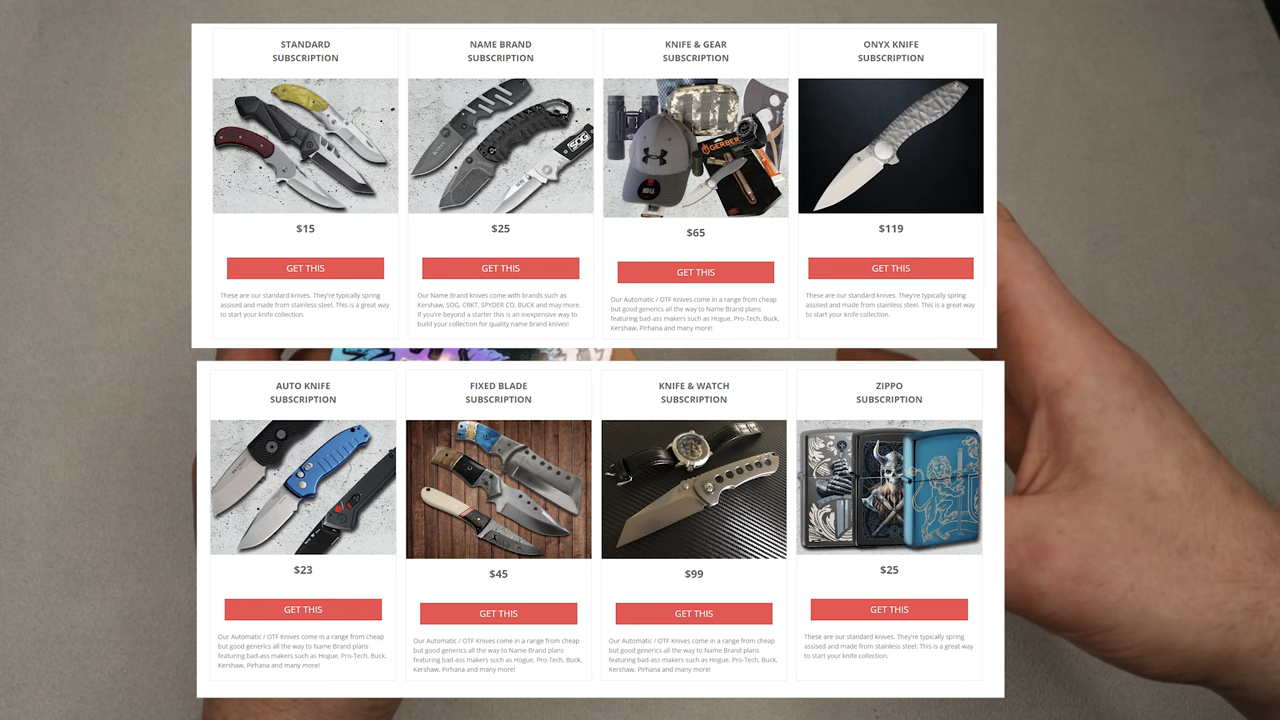 STANDARD
SUBSCRIPTION
$15
GET THIS
These are our standard knives. They're typically spring
assised and made from stainless steel. This is a great way
to start your knife collection.
NAME BRAND
SUBSCRIPTION
SOG
$25
GET THIS
Our Name Brand knives come with brands such as
Kershaw, SOG, CRKT, SPYDER CO, BUCK and may more.
If you're beyond a starter this is an inexpensive way to
build your collection for quality name brand knives!
KNIFE & GEAR
SUBSCRIPTION
GERBER
$65
GET THIS
Our Automatic / OTF Knives come in a range from cheap
but good generics all the way to Name Brand plans
featuring bad-ass makers such as Hogue, Pro-Tech, Buck,
Kershaw, Pirhana and many more!
ONYX KNIFE
SUBSCRIPTION
$119
GET THIS
These are our standard knives. They're typically spring
assised and made from stainless steel. This is a great way
to start your knife collection.
AUTO KNIFE
SUBSCRIPTION
$23
GET THIS
Our Automatic / OTF Knives come in a range from cheap
but good generics all the way to Name Brand plans
featuring bad-ass makers such as Hogue, Pro-Tech, Buck,
Kershaw, Pirhana and many more!
FIXED BLADE
SUBSCRIPTION
$45
GET THIS
Our Automatic / OTF Knives come in a range from cheap
but good generics all the way to Name Brand plans
featuring bad-ass makers such as Hogue, Pro-Tech, Buck,
Kershaw, Pirhana and many more!
KNIFE & WATCH
SUBSCRIPTION
$99
GET THIS
Our Automatic / OTF Knives come in a range from cheap
but good generics all the way to Name Brand plans
featuring bad-ass makers such as Hogue, Pro-Tech, Buck,
Kershaw, Pirhana and many more!
ZIPPO
SUBSCRIPTION
$25
GET THIS
These are our standard knives. They're typically spring
assised and made from stainless steel. This is a great way
to start your knife collection.